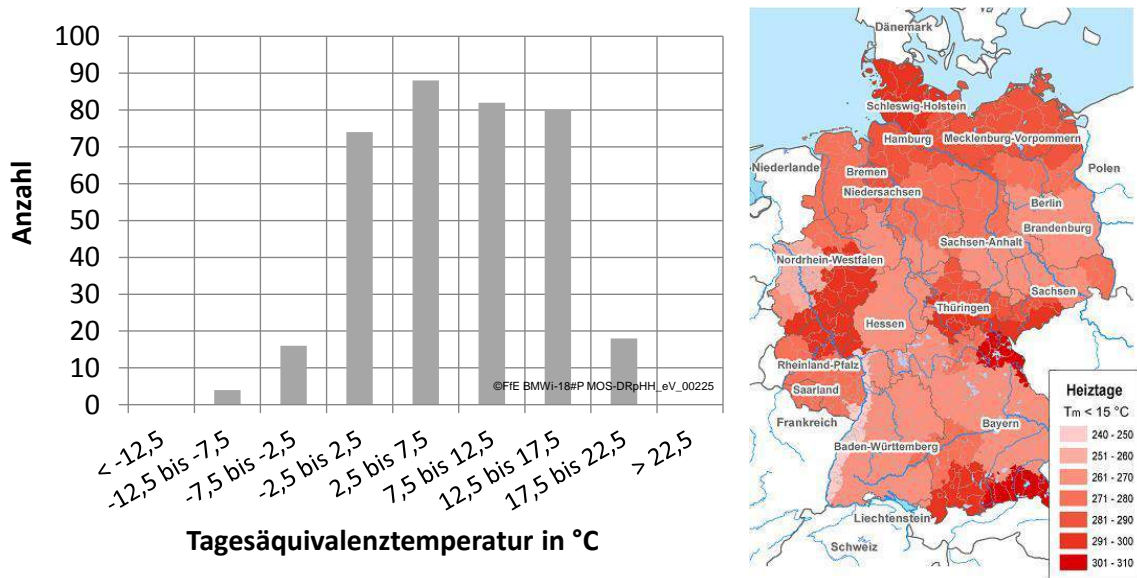 100
90
80
70
60
50
40
30
20
10
0
Anzahl
©FfE BMWi-18#P MOS-DRpHH_eV_00225
< -12,5
-12,5 bis -7,5
-7,5 bis -2,5
-2,5 bis 2,5
2,5 bis 7,5
7,5 bis 12,5
12,5 bis 17,5
17,5 bis 22,5
> 22,5
Tagesäquivalenztemperatur in °C
Dänemark
Schleswig-Holstein
Hamburg
Mecklenburg-Vorpommern
Niederlande
Bremen
Polen
Niedersachsen
Berlin
Brandenburg
Sachsen-Anhalt
Nordrhein-Westfalen
Sachsen
Thüringen
Hessen
Rheinland-Pfalz
Saarland
Frankreich
Bayern
Baden-Württemberg
Liechtenstein
Schweiz
Heiztage
Tm < 15 °C
240 - 250
251 - 260
261 - 270
271 - 280
281 - 290
291 - 300
301 - 310